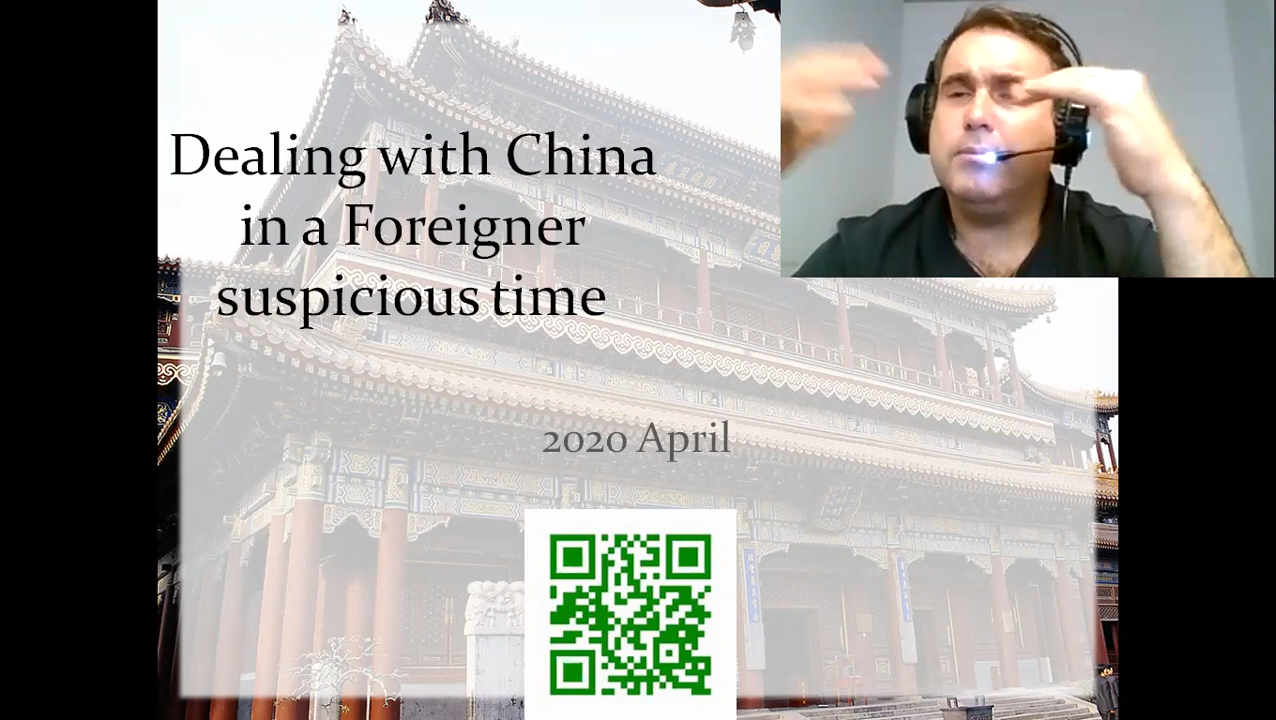 Dealing with China
in a Foreigner
suspicious time
2020 April